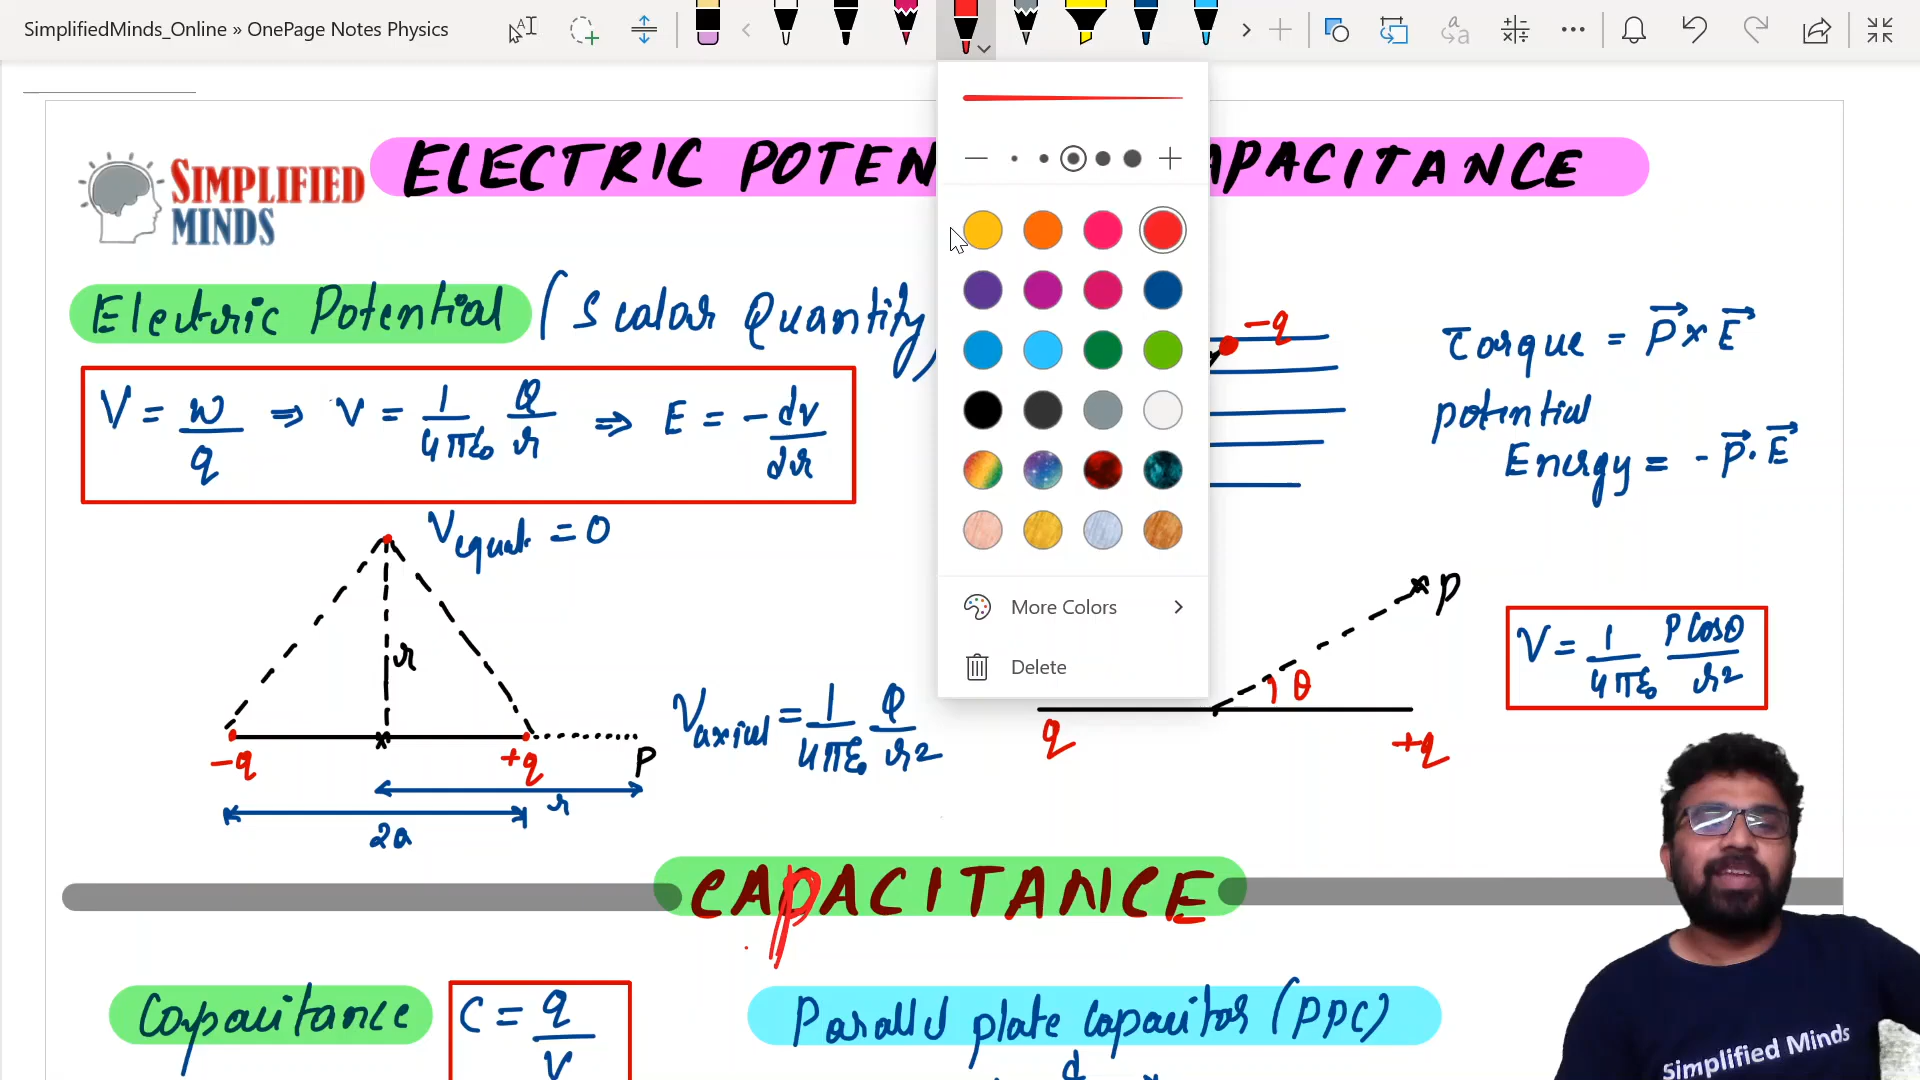 SimplifiedMinds_Online » OnePage Notes Physics
ELECTRIC POTEN APACITANCE
SIMPLIFIED
MINDS
Electric Potential (Scalar Quantity)
V = w/q ⇒ V = 1/4πε₀ Q/r ⇒ E = -dv/dr
-q
Torque = P⃗ × E⃗
potential
Energy = - P⃗ . E⃗
V equat. = 0
r
-q
+q
P
r
2a
V axial = 1/4πε₀ Q/r²
More Colors
Delete
P
θ
q
+q
V = 1/4πε₀ P Cosθ/r²
CAPACITANCE
Capacitance
C = q/V
Parallel plate Capacitor (PPC)
d
Simplified Minds